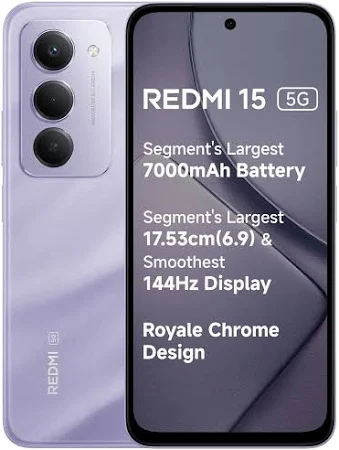 REDMI 15 5G
Segment's Largest
7000mAh Battery
Segment's Largest
17.53cm(6.9) &
Smoothest
144Hz Display
Royale Chrome
Design
REDMI 5G